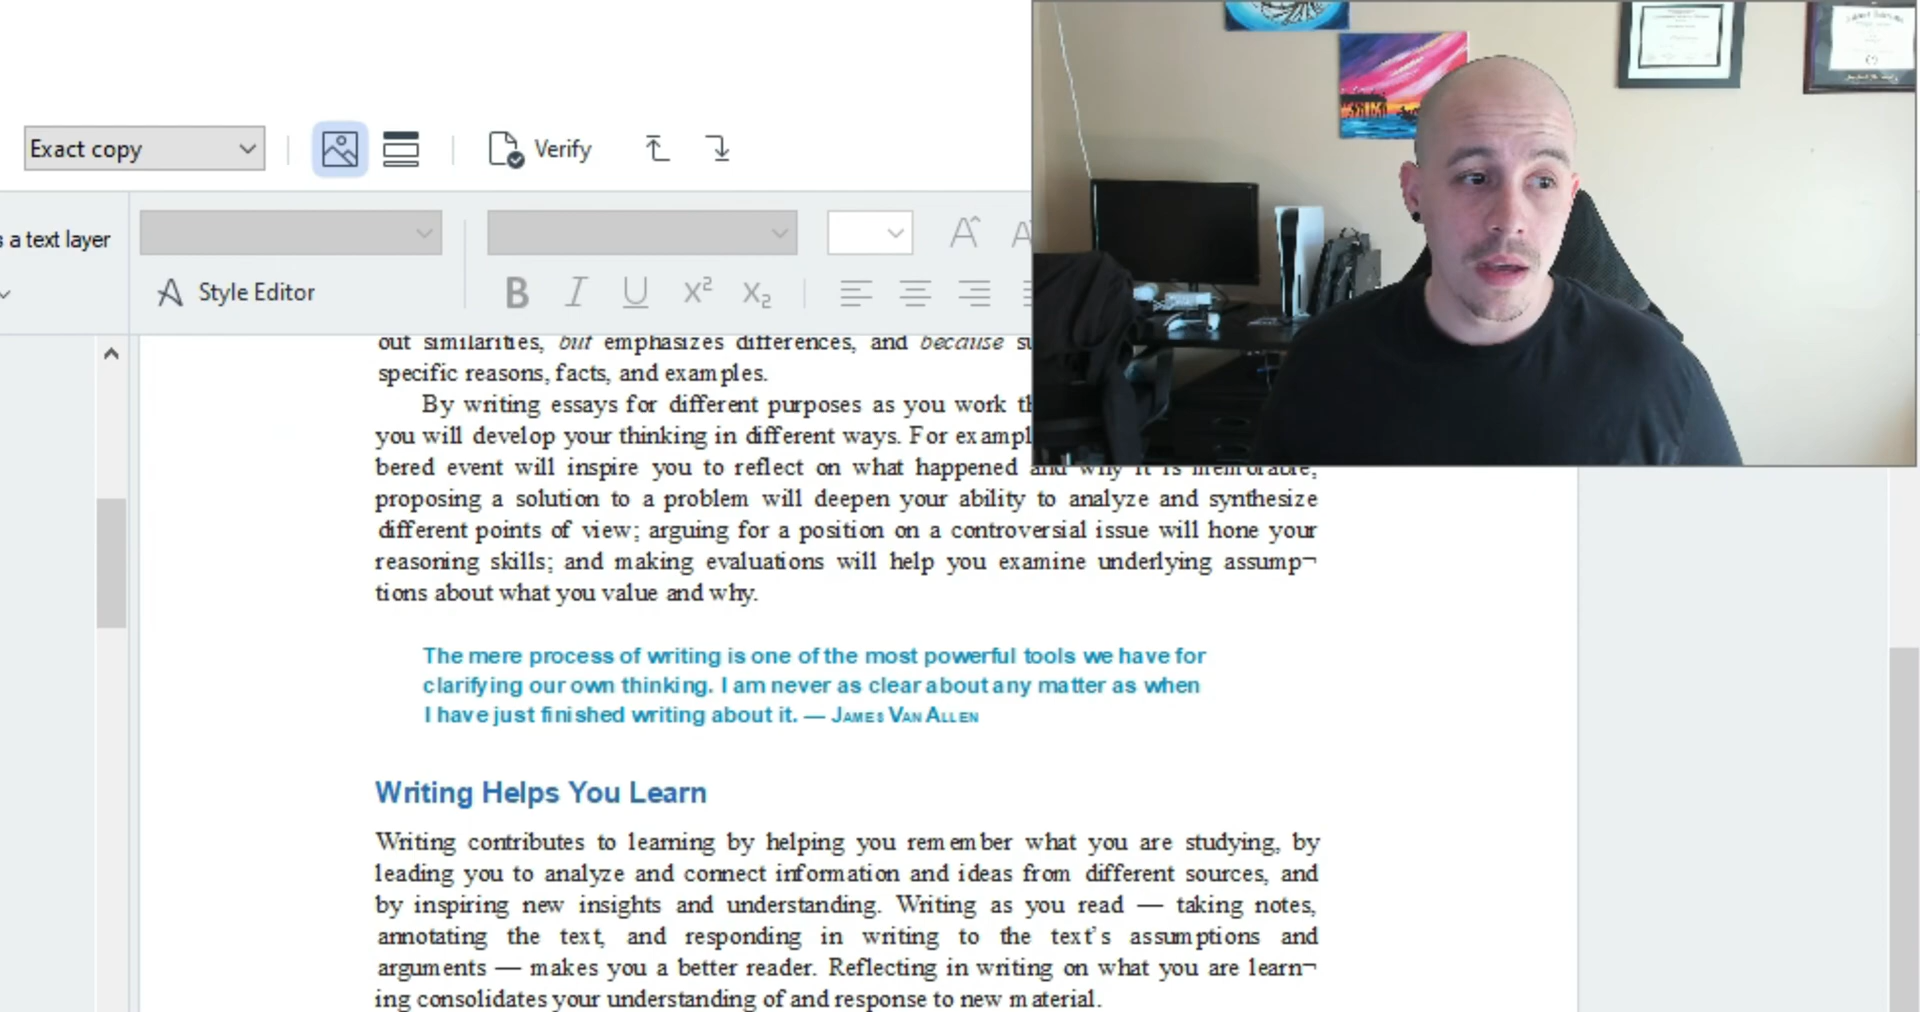 Exact copy
Verify
s a text layer
Style Editor
B I U X² X₂
out similarities, but emphasizes differences, and because
specific reasons, facts, and examples.
By writing essays for different purposes as you work
you will develop your thinking in different ways. For
bered event will inspire you to reflect on what happened and why it is memorable;
proposing a solution to a problem will deepen your ability to analyze and synthesize
different points of view; arguing for a position on a controversial issue will hone your
reasoning skills; and making evaluations will help you examine underlying assump¬
tions about what you value and why.
The mere process of writing is one of the most powerful tools we have for
clarifying our own thinking. I am never as clear about any matter as when
I have just finished writing about it. — JAMES VAN ALLEN
Writing Helps You Learn
Writing contributes to learning by helping you remember what you are studying, by
leading you to analyze and connect information and ideas from different sources, and
by inspiring new insights and understanding. Writing as you read — taking notes,
annotating the text, and responding in writing to the text's assumptions and
arguments — makes you a better reader. Reflecting in writing on what you are learn¬
ing consolidates your understanding of and response to new material.